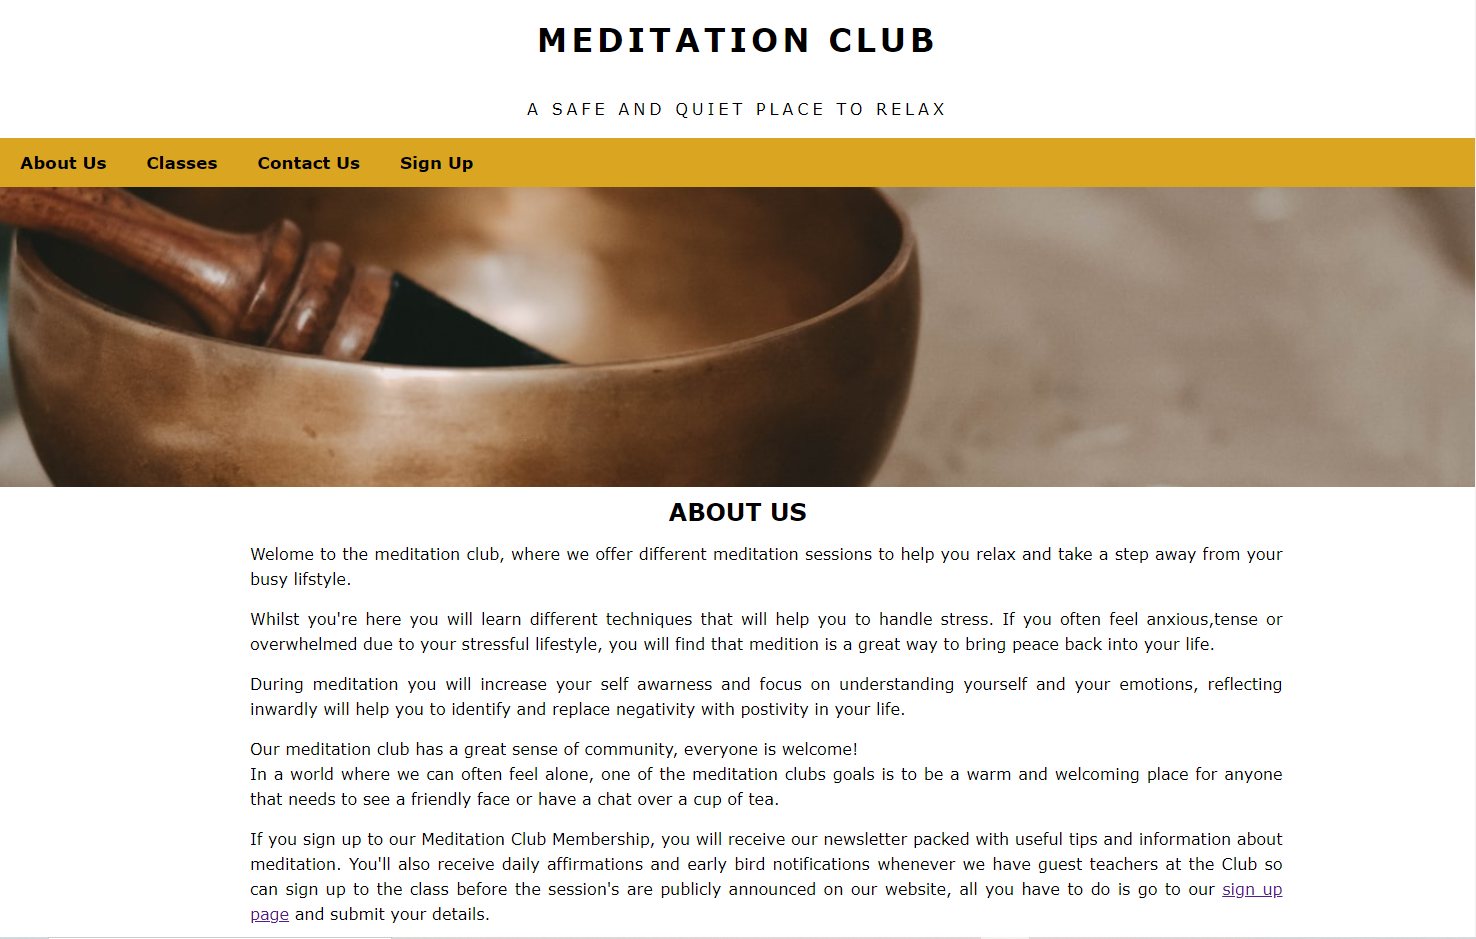 MEDITATION CLUB
A SAFE AND QUIET PLACE TO RELAX
About Us Classes Contact Us Sign Up
ABOUT US
Welome to the meditation club, where we offer different meditation sessions to help you relax and take a step away from your
busy lifstyle.
Whilst you're here you will learn different techniques that will help you to handle stress. If you often feel anxious,tense or
overwhelmed due to your stressful lifestyle, you will find that medition is a great way to bring peace back into your life.
During meditation you will increase your self awarness and focus on understanding yourself and your emotions, reflecting
inwardly will help you to identify and replace negativity with postivity in your life.
Our meditation club has a great sense of community, everyone is welcome!
In a world where we can often feel alone, one of the meditation clubs goals is to be a warm and welcoming place for anyone
that needs to see a friendly face or have a chat over a cup of tea.
If you sign up to our Meditation Club Membership, you will receive our newsletter packed with useful tips and information about
meditation. You'll also receive daily affirmations and early bird notifications whenever we have guest teachers at the Club so
can sign up to the class before the session's are publicly announced on our website, all you have to do is go to our sign up
page and submit your details.